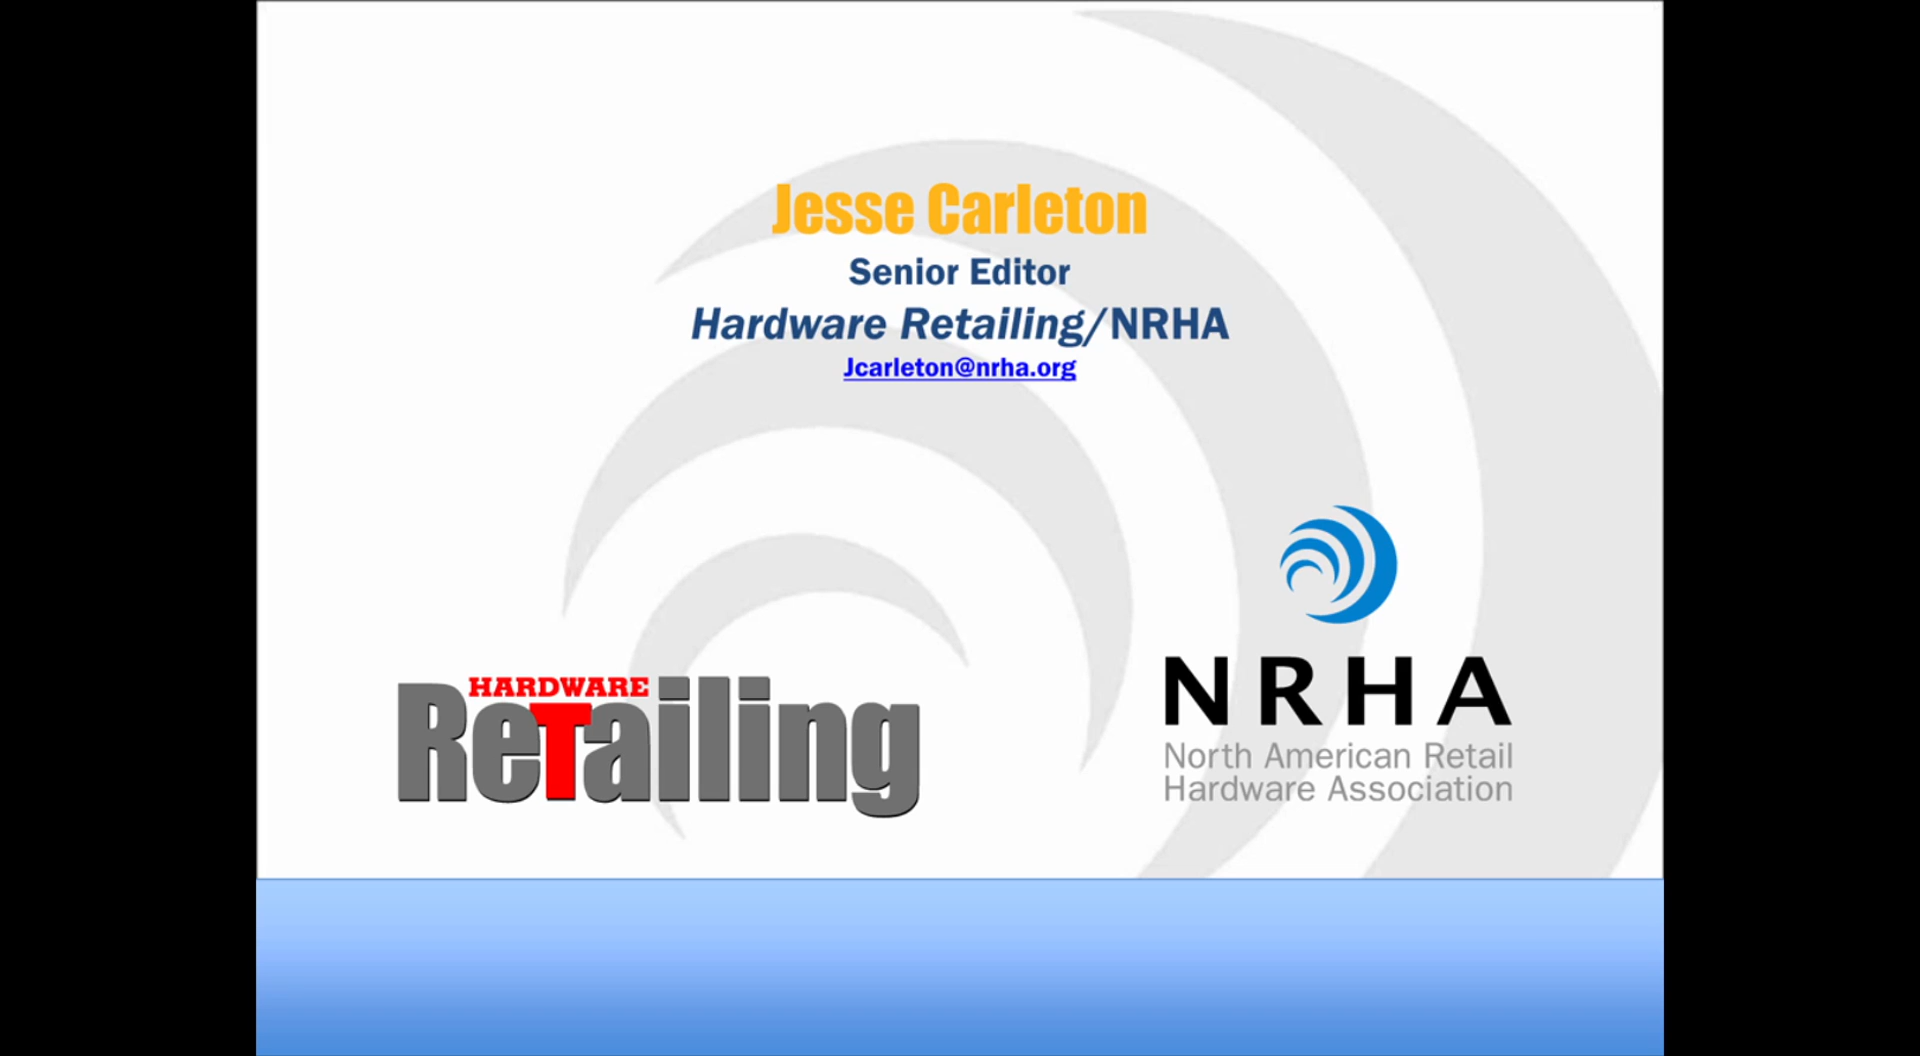 Jesse Carleton
Senior Editor
Hardware Retailing/NRHA
Jcarleton@nrha.org
HARDWARE
ReTailing
NRHA
North American Retail
Hardware Association